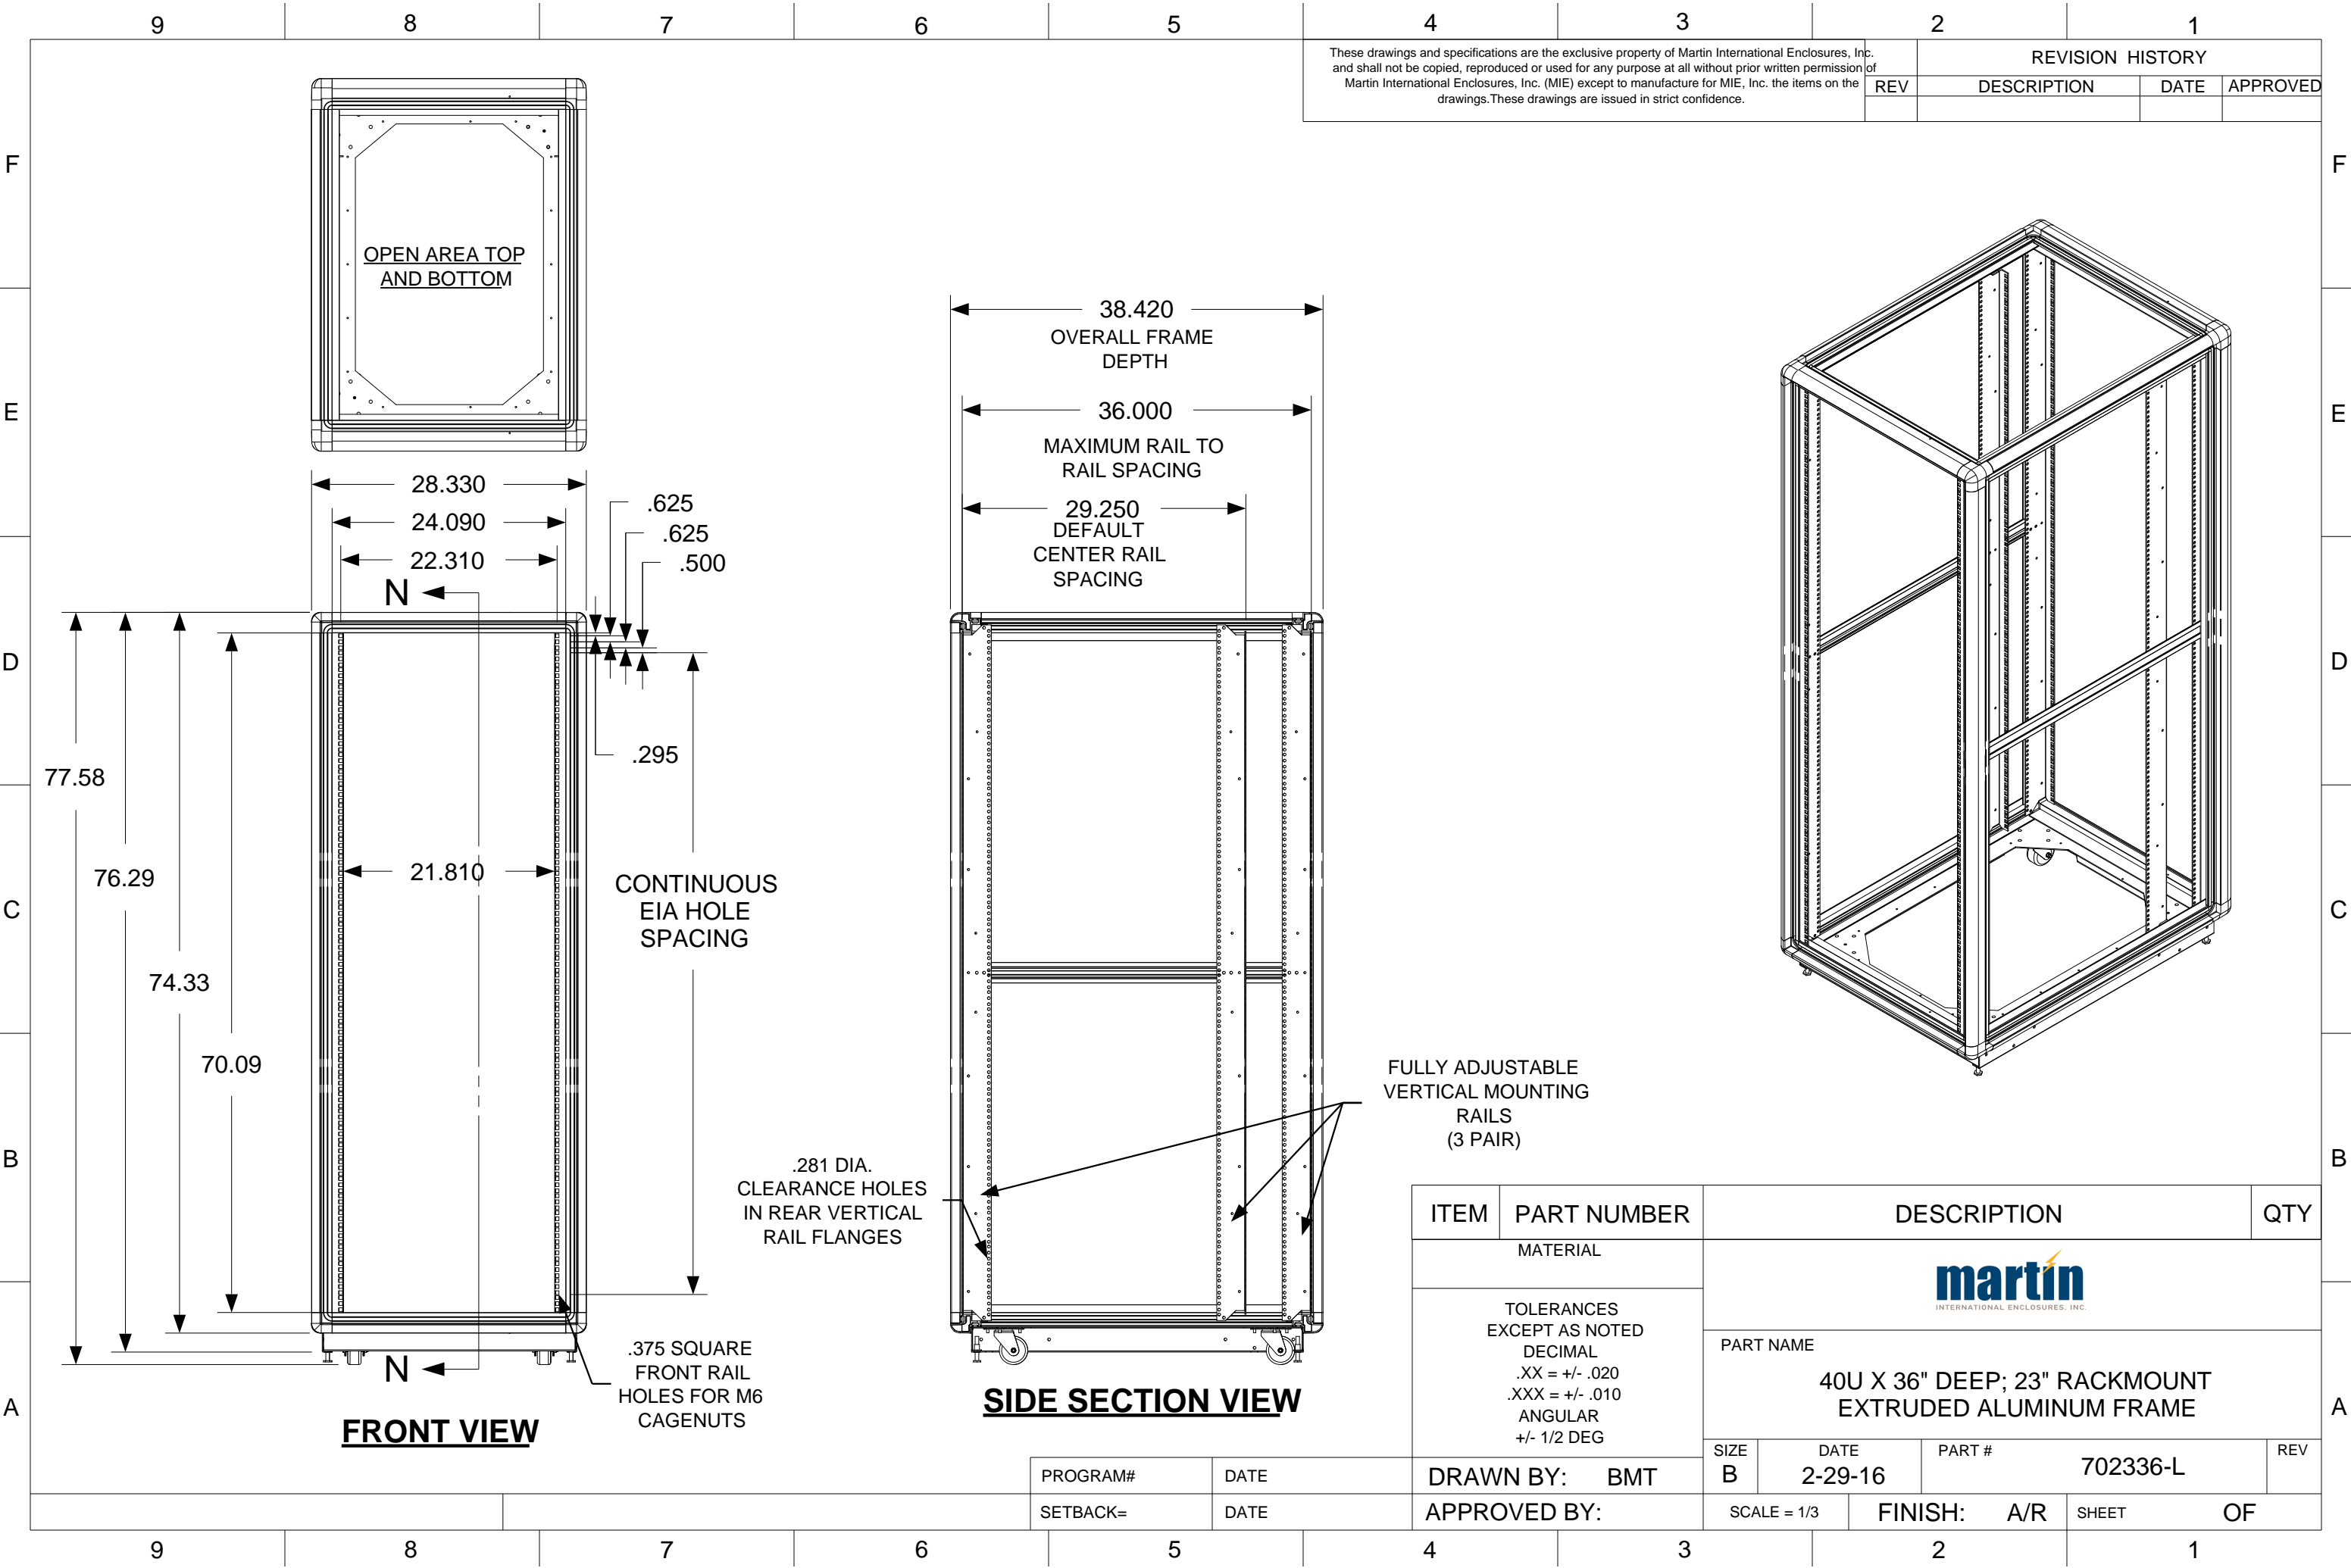 9 8 7 6 5 4 3 2 1
These drawings and specifications are the exclusive property of Martin International Enclosures, Inc.
and shall not be copied, reproduced or used for any purpose at all without prior written permission of
Martin International Enclosures, Inc. (MIE) except to manufacture for MIE, Inc. the items on the
drawings.These drawings are issued in strict confidence.
REVISION HISTORY
REV DESCRIPTION DATE APPROVED
F F
E E
D D
C C
B B
A A
OPEN AREA TOP
AND BOTTOM
28.330
24.090
22.310
.625
.625
.500
N
.295
77.58
76.29
74.33
70.09
21.810
CONTINUOUS
EIA HOLE
SPACING
N
.375 SQUARE
FRONT RAIL
HOLES FOR M6
CAGENUTS
FRONT VIEW
38.420
OVERALL FRAME
DEPTH
36.000
MAXIMUM RAIL TO
RAIL SPACING
29.250
DEFAULT
CENTER RAIL
SPACING
.281 DIA.
CLEARANCE HOLES
IN REAR VERTICAL
RAIL FLANGES
FULLY ADJUSTABLE
VERTICAL MOUNTING
RAILS
(3 PAIR)
SIDE SECTION VIEW
ITEM PART NUMBER DESCRIPTION QTY
MATERIAL
martin
INTERNATIONAL ENCLOSURES, INC.
TOLERANCES
EXCEPT AS NOTED
DECIMAL
.XX = +/- .020
.XXX = +/- .010
ANGULAR
+/- 1/2 DEG
PART NAME
40U X 36" DEEP; 23" RACKMOUNT
EXTRUDED ALUMINUM FRAME
SIZE DATE PART # REV
B 2-29-16 702336-L
PROGRAM# DATE DRAWN BY: BMT
SETBACK= DATE APPROVED BY: SCALE = 1/3 FINISH: A/R SHEET OF
9 8 7 6 5 4 3 2 1